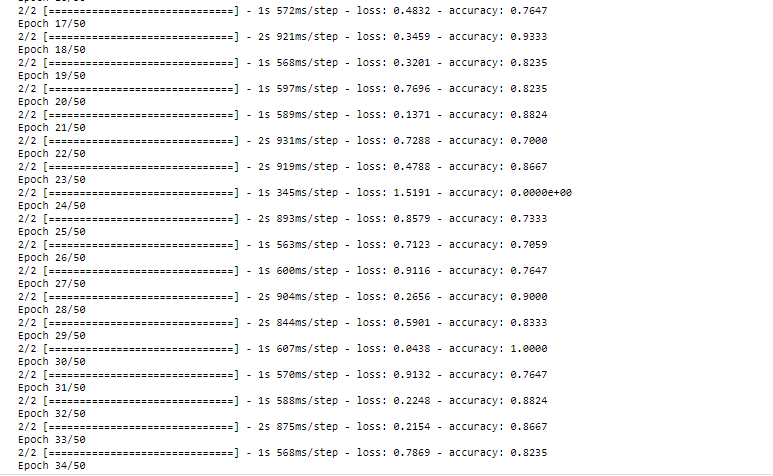 2/2 [==============================] - 1s 572ms/step - loss: 0.4832 - accuracy: 0.7647
Epoch 17/50
2/2 [==============================] - 2s 921ms/step - loss: 0.3459 - accuracy: 0.9333
Epoch 18/50
2/2 [==============================] - 1s 568ms/step - loss: 0.3201 - accuracy: 0.8235
Epoch 19/50
2/2 [==============================] - 1s 597ms/step - loss: 0.7696 - accuracy: 0.8235
Epoch 20/50
2/2 [==============================] - 1s 589ms/step - loss: 0.1371 - accuracy: 0.8824
Epoch 21/50
2/2 [==============================] - 2s 931ms/step - loss: 0.7288 - accuracy: 0.7000
Epoch 22/50
2/2 [==============================] - 2s 919ms/step - loss: 0.4788 - accuracy: 0.8667
Epoch 23/50
2/2 [==============================] - 1s 345ms/step - loss: 1.5191 - accuracy: 0.0000e+00
Epoch 24/50
2/2 [==============================] - 2s 893ms/step - loss: 0.8579 - accuracy: 0.7333
Epoch 25/50
2/2 [==============================] - 1s 563ms/step - loss: 0.7123 - accuracy: 0.7059
Epoch 26/50
2/2 [==============================] - 1s 600ms/step - loss: 0.9116 - accuracy: 0.7647
Epoch 27/50
2/2 [==============================] - 2s 904ms/step - loss: 0.2656 - accuracy: 0.9000
Epoch 28/50
2/2 [==============================] - 2s 844ms/step - loss: 0.5901 - accuracy: 0.8333
Epoch 29/50
2/2 [==============================] - 1s 607ms/step - loss: 0.0438 - accuracy: 1.0000
Epoch 30/50
2/2 [==============================] - 1s 570ms/step - loss: 0.9132 - accuracy: 0.7647
Epoch 31/50
2/2 [==============================] - 1s 588ms/step - loss: 0.2248 - accuracy: 0.8824
Epoch 32/50
2/2 [==============================] - 2s 875ms/step - loss: 0.2154 - accuracy: 0.8667
Epoch 33/50
2/2 [==============================] - 1s 568ms/step - loss: 0.7869 - accuracy: 0.8235
Epoch 34/50